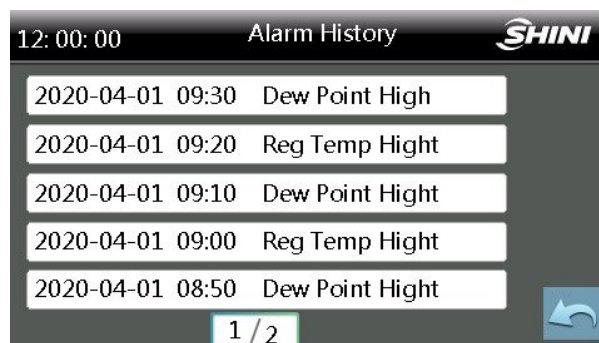 12: 00: 00 Alarm History SHINI
2020-04-01 09:30 Dew Point High
2020-04-01 09:20 Reg Temp Hight
2020-04-01 09:10 Dew Point Hight
2020-04-01 09:00 Reg Temp Hight
2020-04-01 08:50 Dew Point Hight
1 / 2